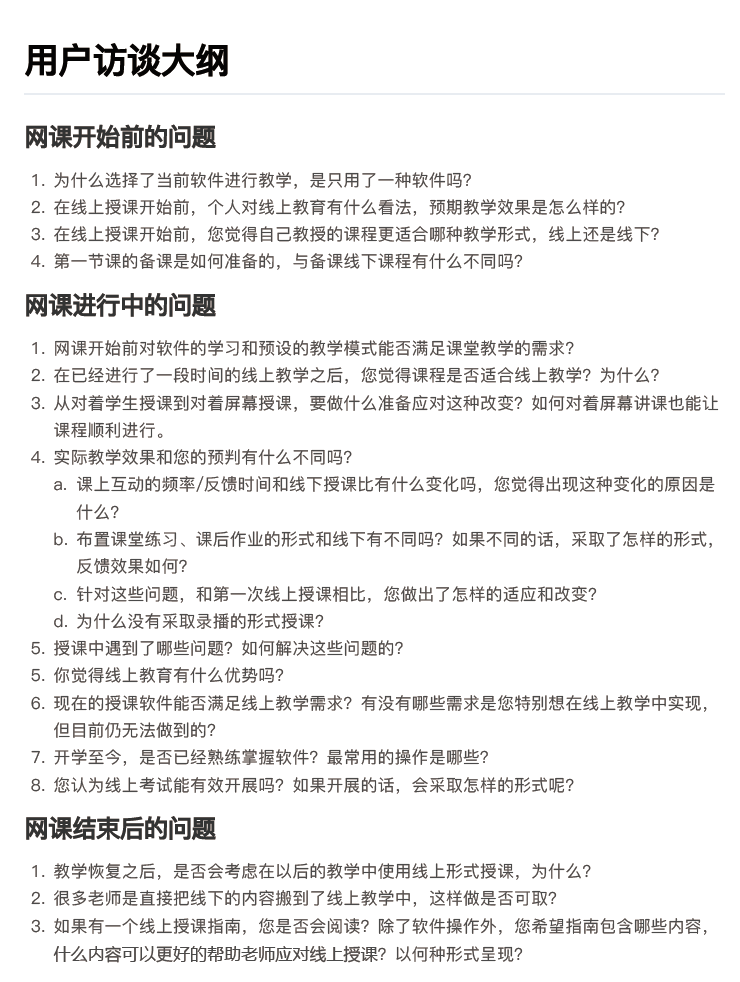 用户访谈大纲
网课开始前的问题
1. 为什么选择了当前软件进行教学，是只用了一种软件吗？
2. 在线上授课开始前，个人对线上教育有什么看法，预期教学效果是怎么样的？
3. 在线上授课开始前，您觉得自己教授的课程更适合哪种教学形式，线上还是线下？
4. 第一节课的备课是如何准备的，与备课线下课程有什么不同吗？
网课进行中的问题
1. 网课开始前对软件的学习和预设的教学模式能否满足课堂教学的需求？
2. 在已经进行了一段时间的线上教学之后，您觉得课程是否适合线上教学？为什么？
3. 从对着学生授课到对着屏幕授课，要做什么准备应对这种改变？如何对着屏幕讲课也能让
课程顺利进行。
4. 实际教学效果和您的预判有什么不同吗？
a. 课上互动的频率/反馈时间和线下授课比有什么变化吗，您觉得出现这种变化的原因是
什么？
b. 布置课堂练习、课后作业的形式和线下有不同吗？如果不同的话，采取了怎样的形式，
反馈效果如何？
c. 针对这些问题，和第一次线上授课相比，您做出了怎样的适应和改变？
d. 为什么没有采取录播的形式授课？
5. 授课中遇到了哪些问题？如何解决这些问题的？
5. 你觉得线上教育有什么优势吗？
6. 现在的授课软件能否满足线上教学需求？有没有哪些需求是您特别想在线上教学中实现，
但目前仍无法做到的？
7. 开学至今，是否已经熟练掌握软件？最常用的操作是哪些？
8. 您认为线上考试能有效开展吗？如果开展的话，会采取怎样的形式呢？
网课结束后的问题
1. 教学恢复之后，是否会考虑在以后的教学中使用线上形式授课，为什么？
2. 很多老师是直接把线下的内容搬到了线上教学中，这样做是否可取？
3. 如果有一个线上授课指南，您是否会阅读？除了软件操作外，您希望指南包含哪些内容，
什么内容可以更好的帮助老师应对线上授课？以何种形式呈现？